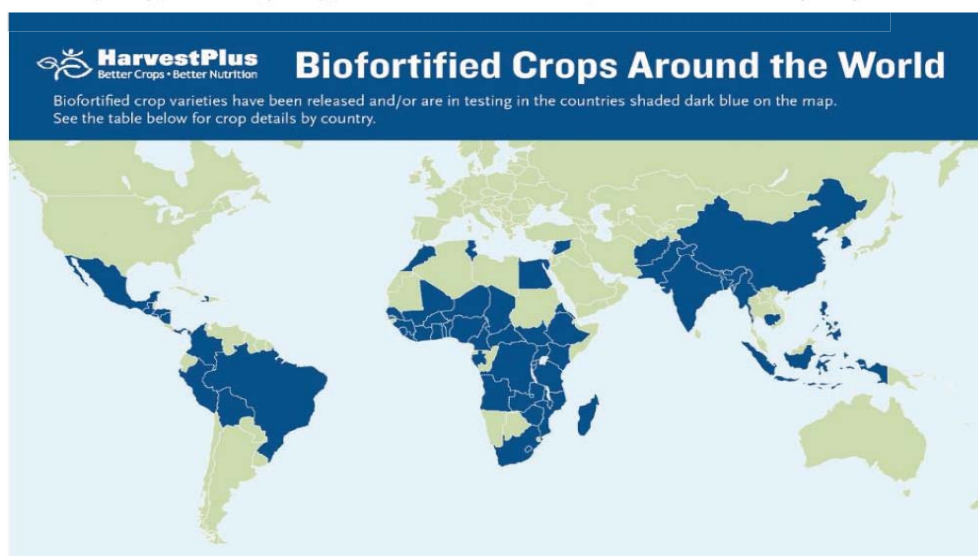 HarvestPlus
Better Crops • Better Nutrition
Biofortified Crops Around the World
Biofortified crop varieties have been released and/or are in testing in the countries shaded dark blue on the map.
See the table below for crop details by country.